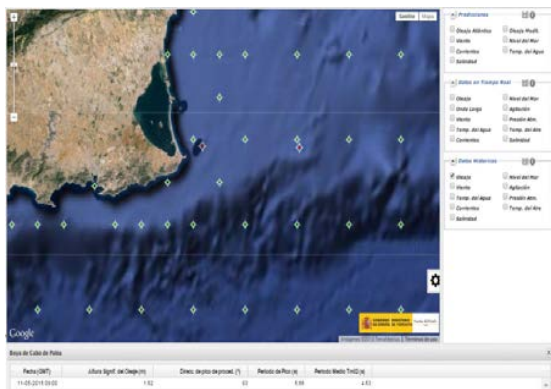 Satélite Mapa
Predicciones
Oleaje Atlántico
Oleaje Medit.
Viento
Nivel del Mar
Corrientes
Temp. del Agua
Salinidad
Datos en Tiempo Real
Oleaje
Nivel del Mar
Onda Larga
Agitación
Viento
Presión Atm.
Temp. del Agua
Temp. del Aire
Corrientes
Salinidad
Datos Históricos
Oleaje
Nivel del Mar
Viento
Agitación
Temp. del Agua
Presión Atm.
Corrientes
Temp. del Aire
Salinidad
Google
Términos de uso
Boya de Cabo de Palos
Fecha (GMT) Altura Signif. del Oleaje(m) Direcc. de pico de proced. (º) Periodo de Pico (s) Periodo Medio Tm02 (s)